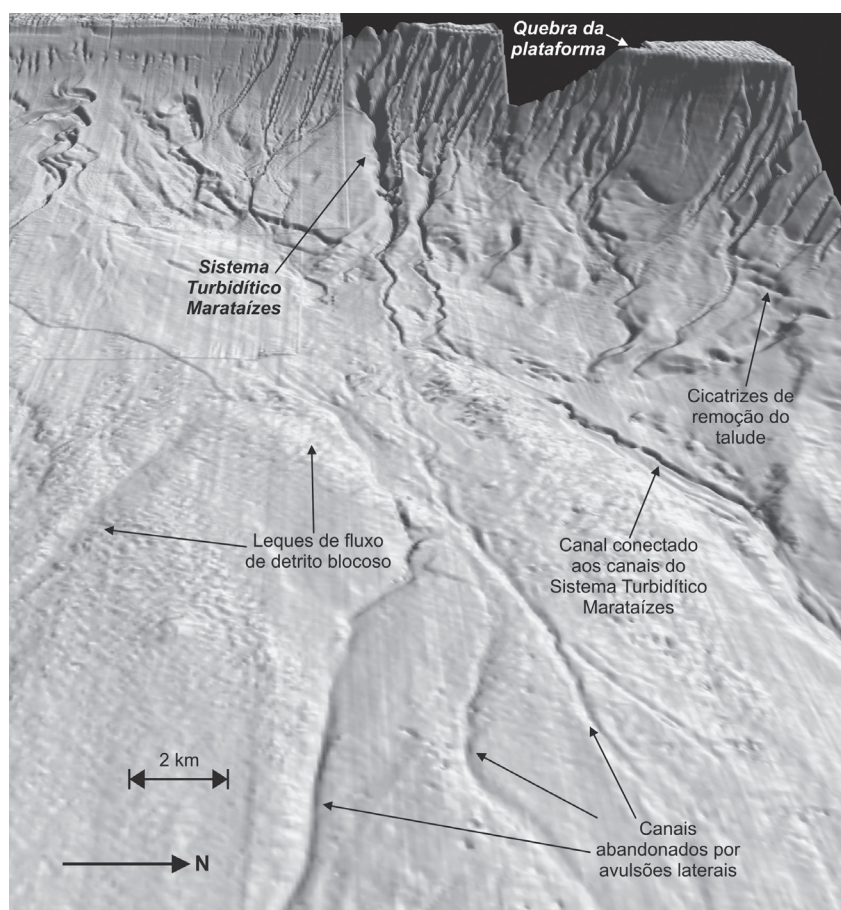 Quebra da
plataforma
Sistema
Turbidítico
Marataízes
Cicatrizes de
remoção do
talude
Leques de fluxo
de detrito blocoso
Canal conectado
aos canais do
Sistema Turbidítico
Marataízes
2 km
Canais
abandonados por
avulsões laterais
N